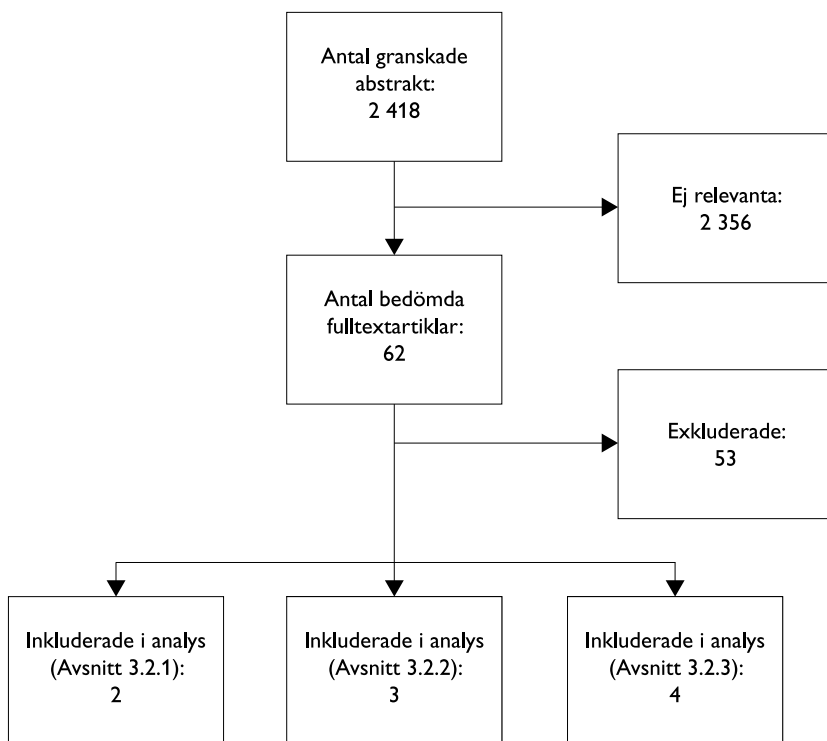 Antal granskade
abstrakt:
2 418
Ej relevanta:
2 356
Antal bedömda
fulltextartiklar:
62
Exkluderade:
53
Inkluderade i analys
(Avsnitt 3.2.1):
2
Inkluderade i analys
(Avsnitt 3.2.2):
3
Inkluderade i analys
(Avsnitt 3.2.3):
4